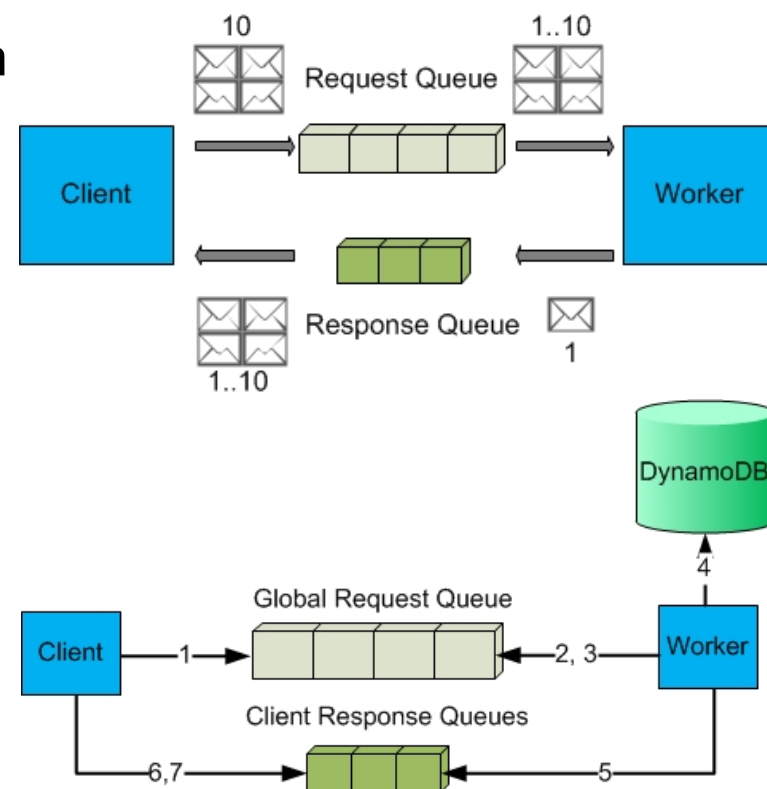 n
10
1..10
Request Queue
Client
Worker
Response Queue
1..10
1
DynamoDB
4
Global Request Queue
Client
1
2, 3
Worker
Client Response Queues
6,7
5